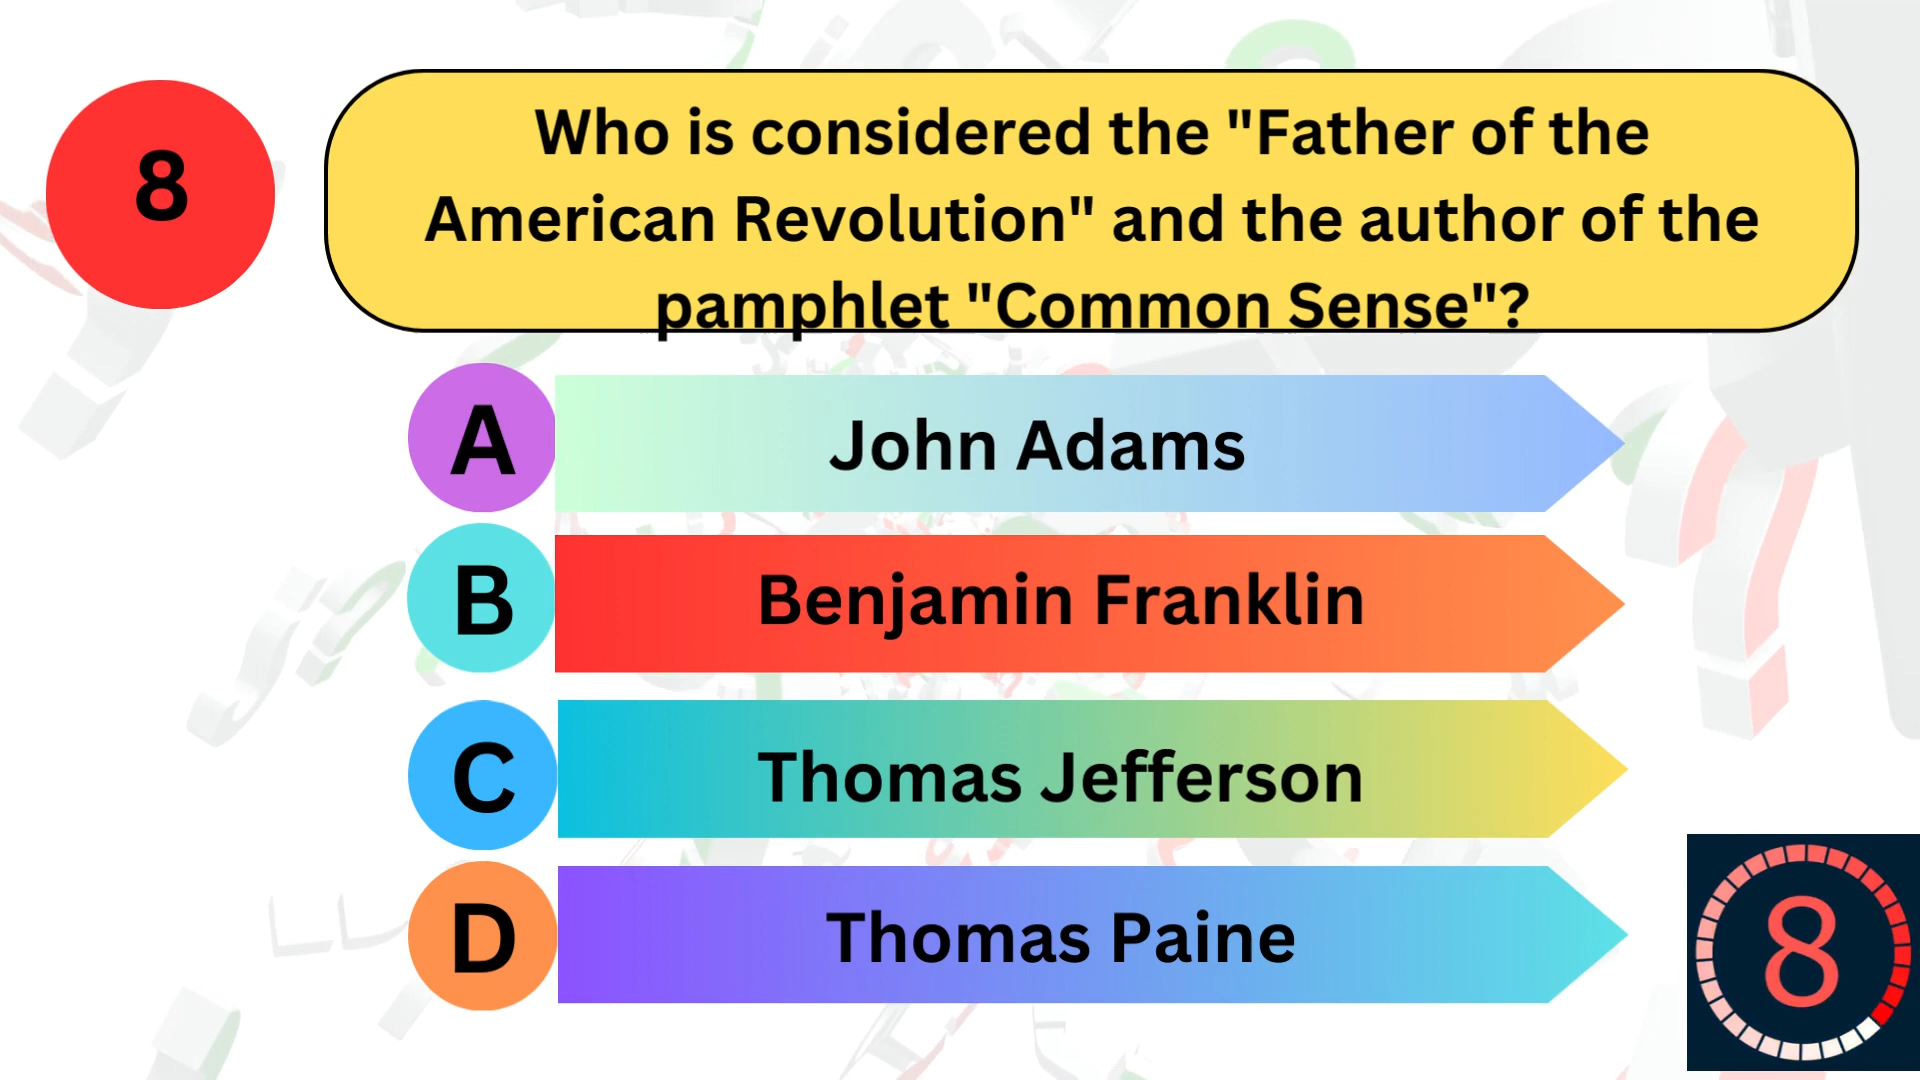 8
Who is considered the "Father of the
American Revolution" and the author of the
pamphlet "Common Sense"?
A
John Adams
B
Benjamin Franklin
C
Thomas Jefferson
D
Thomas Paine
8